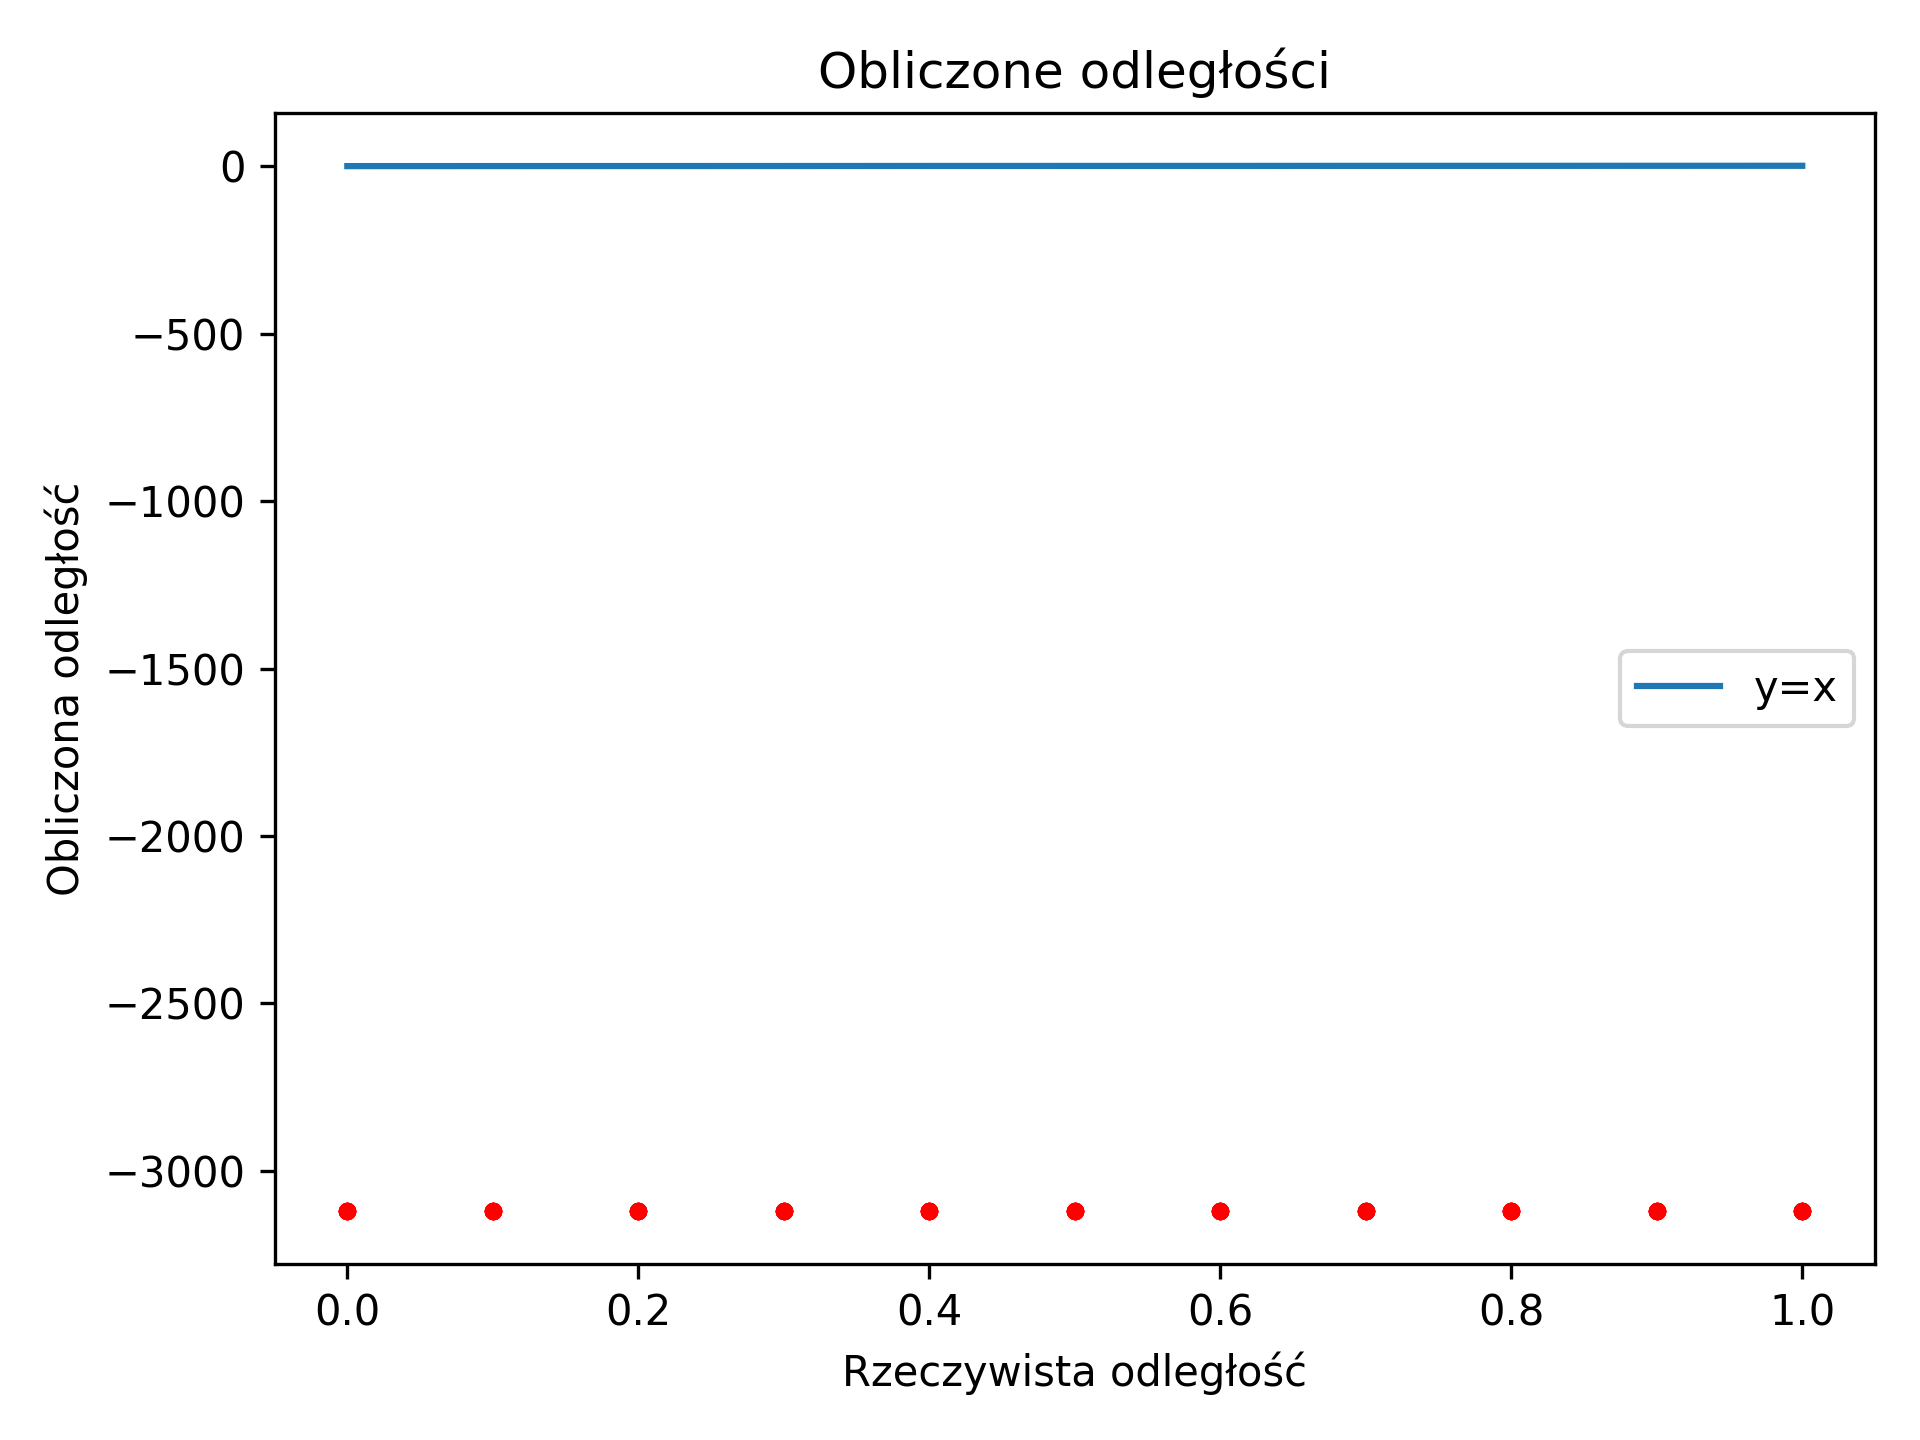 Obliczone odległości
Obliczona odległość
0
−500
−1000
−1500
−2000
−2500
−3000
y=x
0.0 0.2 0.4 0.6 0.8 1.0
Rzeczywista odległość